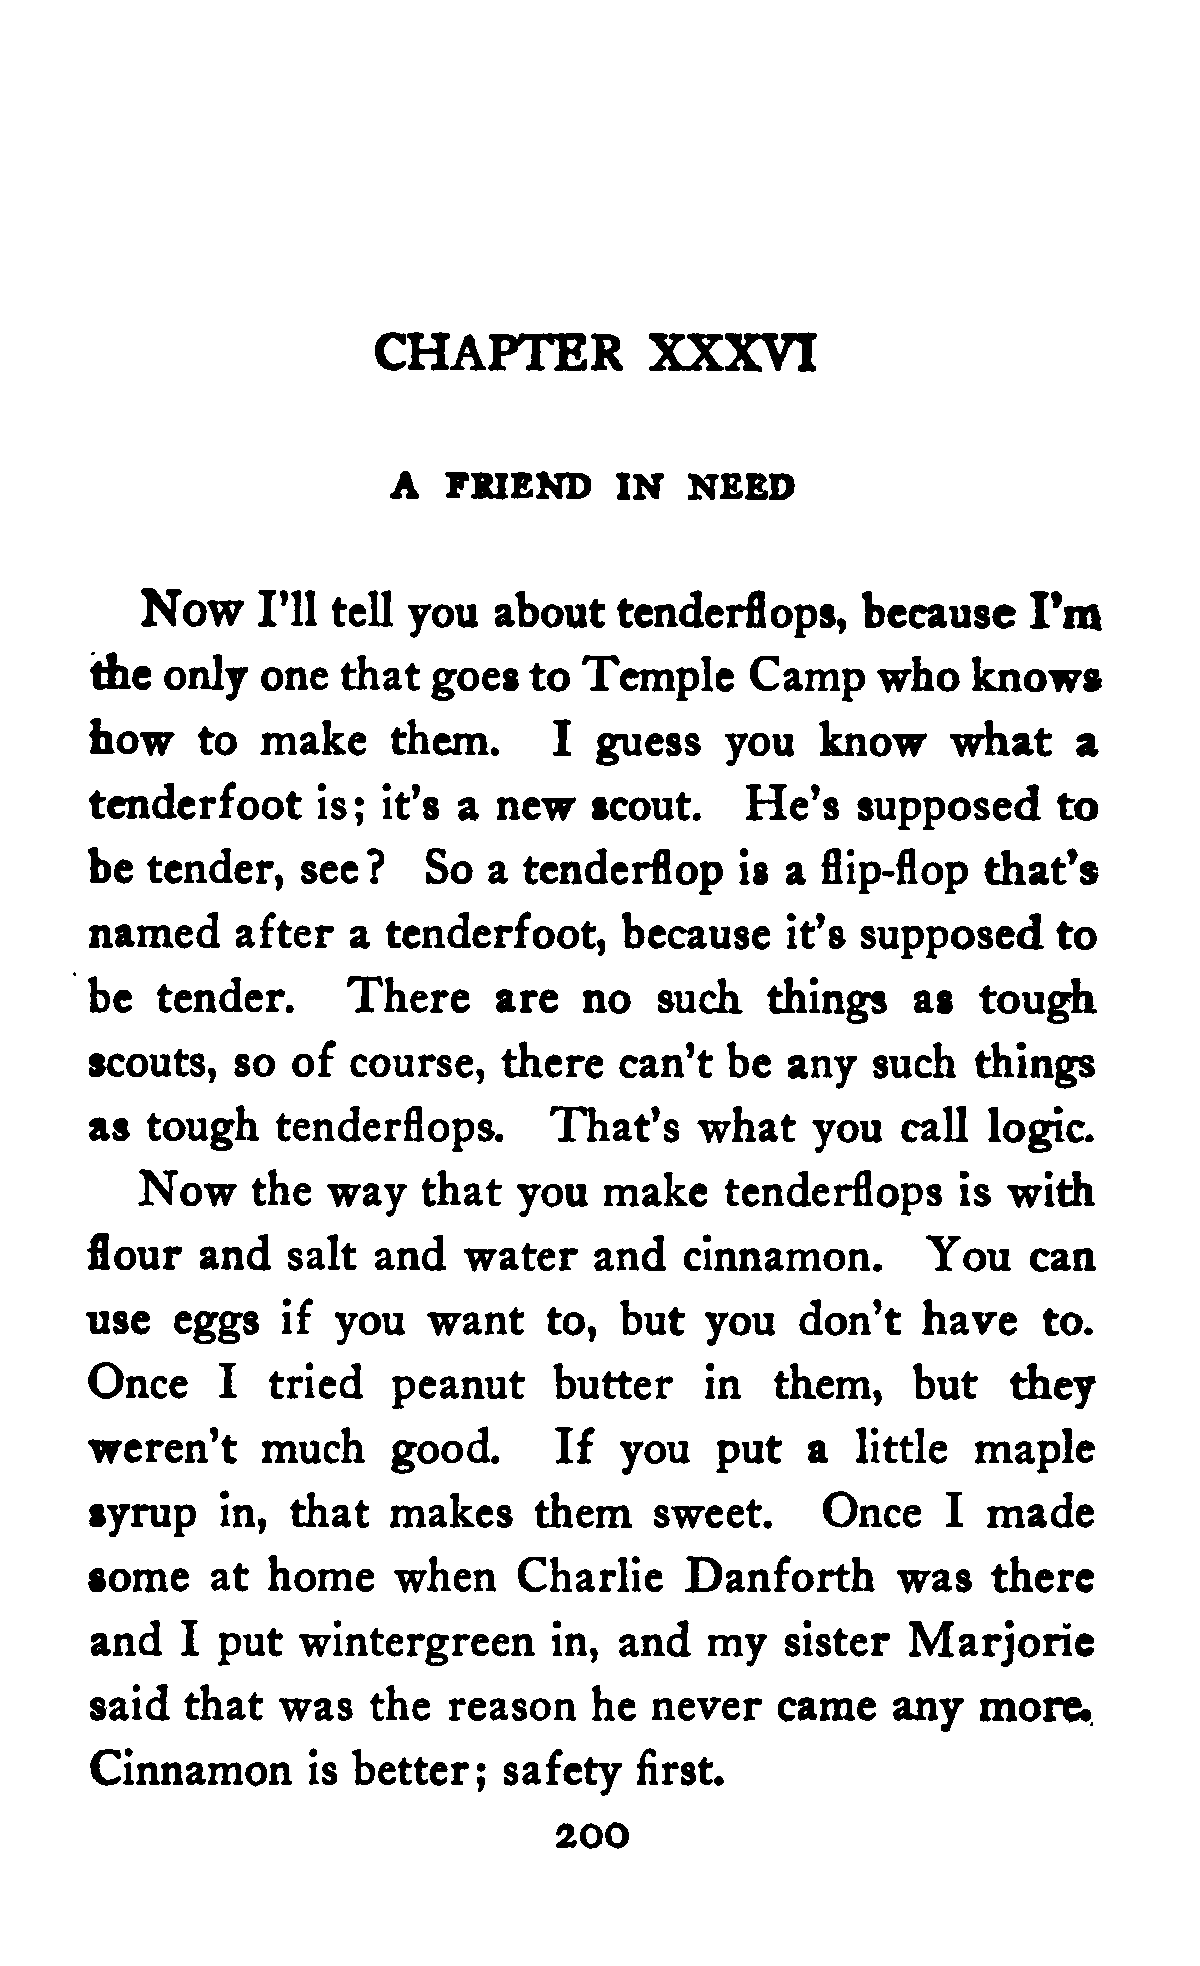 CHAPTER XXXVI
A FRIEND IN NEED
Now I'll tell you about tenderflops, because I'm
the only one that goes to Temple Camp who knows
how to make them. I guess you know what a
tenderfoot is; it's a new scout. He's supposed to
be tender, see? So a tenderflop is a flip-flop that's
named after a tenderfoot, because it's supposed to
be tender. There are no such things as tough
scouts, so of course, there can't be any such things
as tough tenderflops. That's what you call logic.
Now the way that you make tenderflops is with
flour and salt and water and cinnamon. You can
use eggs if you want to, but you don't have to.
Once I tried peanut butter in them, but they
weren't much good. If you put a little maple
syrup in, that makes them sweet. Once I made
some at home when Charlie Danforth was there
and I put wintergreen in, and my sister Marjorie
said that was the reason he never came any more.
Cinnamon is better; safety first.
200